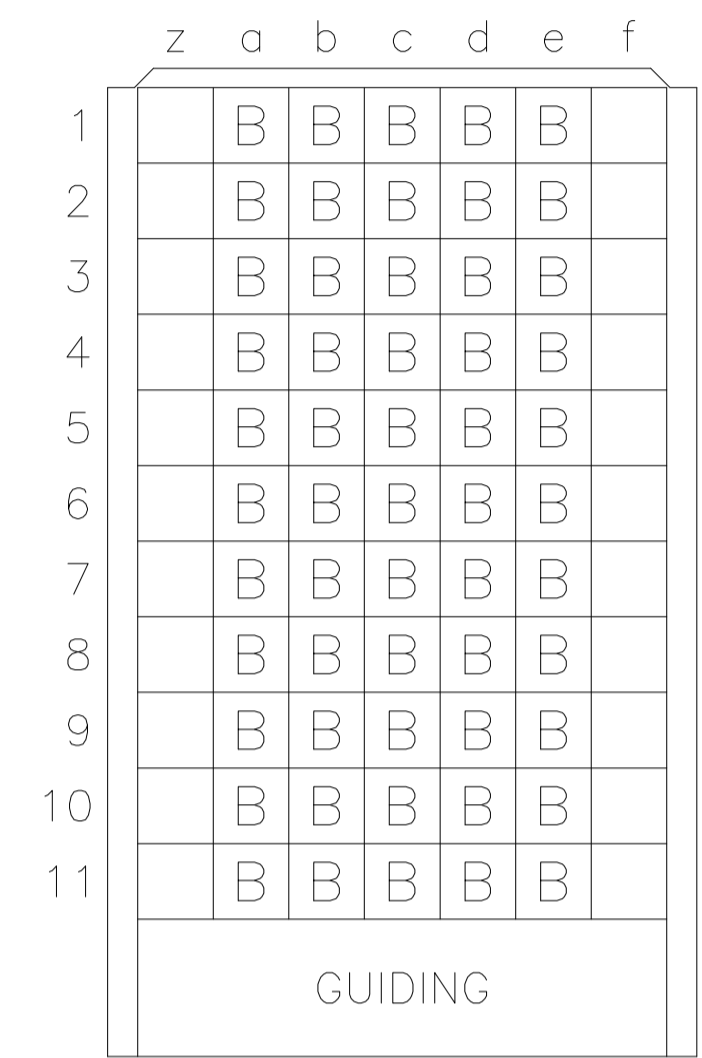 z a b c d e f
1 B B B B B
2 B B B B B
3 B B B B B
4 B B B B B
5 B B B B B
6 B B B B B
7 B B B B B
8 B B B B B
9 B B B B B
10 B B B B B
11 B B B B B
GUIDING